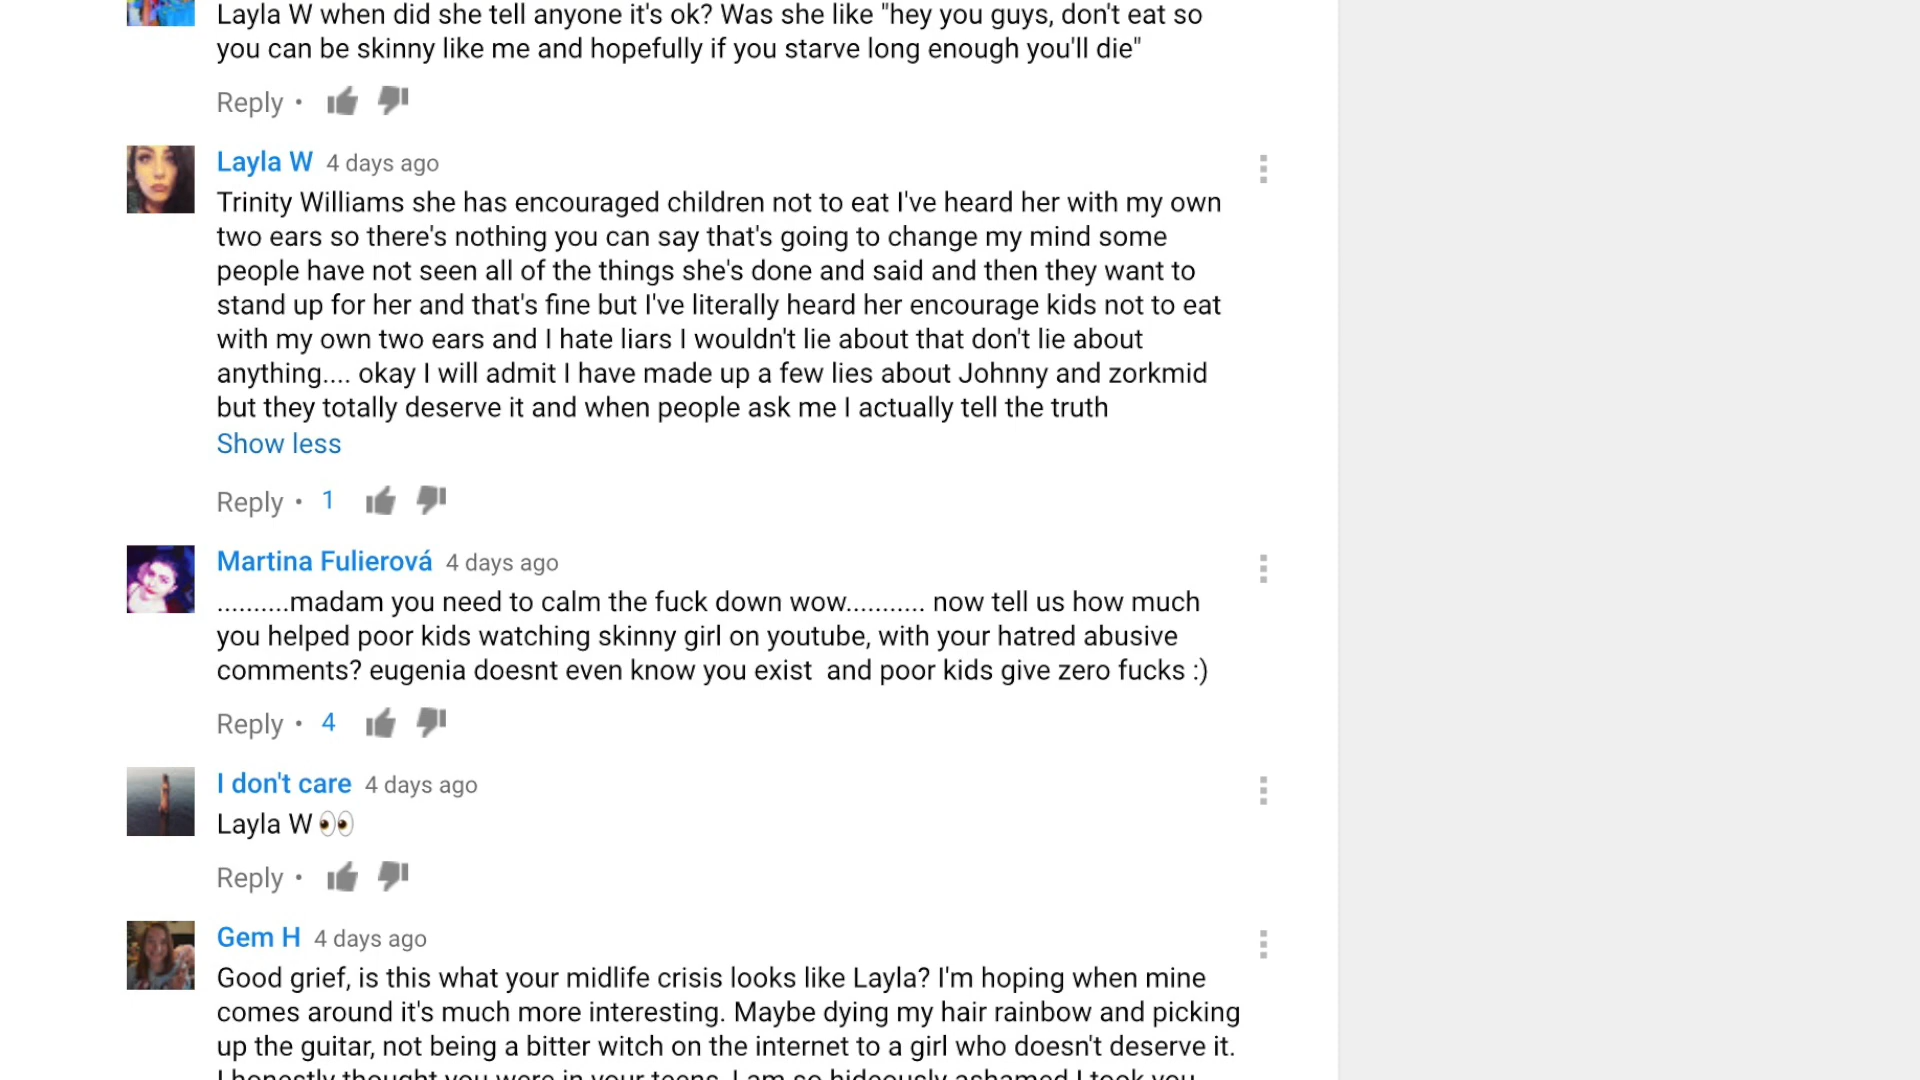 Layla W when did she tell anyone it's ok? Was she like "hey you guys, don't eat so
you can be skinny like me and hopefully if you starve long enough you'll die"
Reply •
Layla W 4 days ago
Trinity Williams she has encouraged children not to eat I've heard her with my own
two ears so there's nothing you can say that's going to change my mind some
people have not seen all of the things she's done and said and then they want to
stand up for her and that's fine but I've literally heard her encourage kids not to eat
with my own two ears and I hate liars I wouldn't lie about that don't lie about
anything.... okay I will admit I have made up a few lies about Johnny and zorkmid
but they totally deserve it and when people ask me I actually tell the truth
Show less
Reply • 1
Martina Fulierová 4 days ago
..........madam you need to calm the fuck down wow........... now tell us how much
you helped poor kids watching skinny girl on youtube, with your hatred abusive
comments? eugenia doesnt even know you exist  and poor kids give zero fucks :)
Reply • 4
I don't care 4 days ago
Layla W 👀
Reply •
Gem H 4 days ago
Good grief, is this what your midlife crisis looks like Layla? I'm hoping when mine
comes around it's much more interesting. Maybe dying my hair rainbow and picking
up the guitar, not being a bitter witch on the internet to a girl who doesn't deserve it.
I honestly thought you were in your teens. I am so hideously ashamed I took you